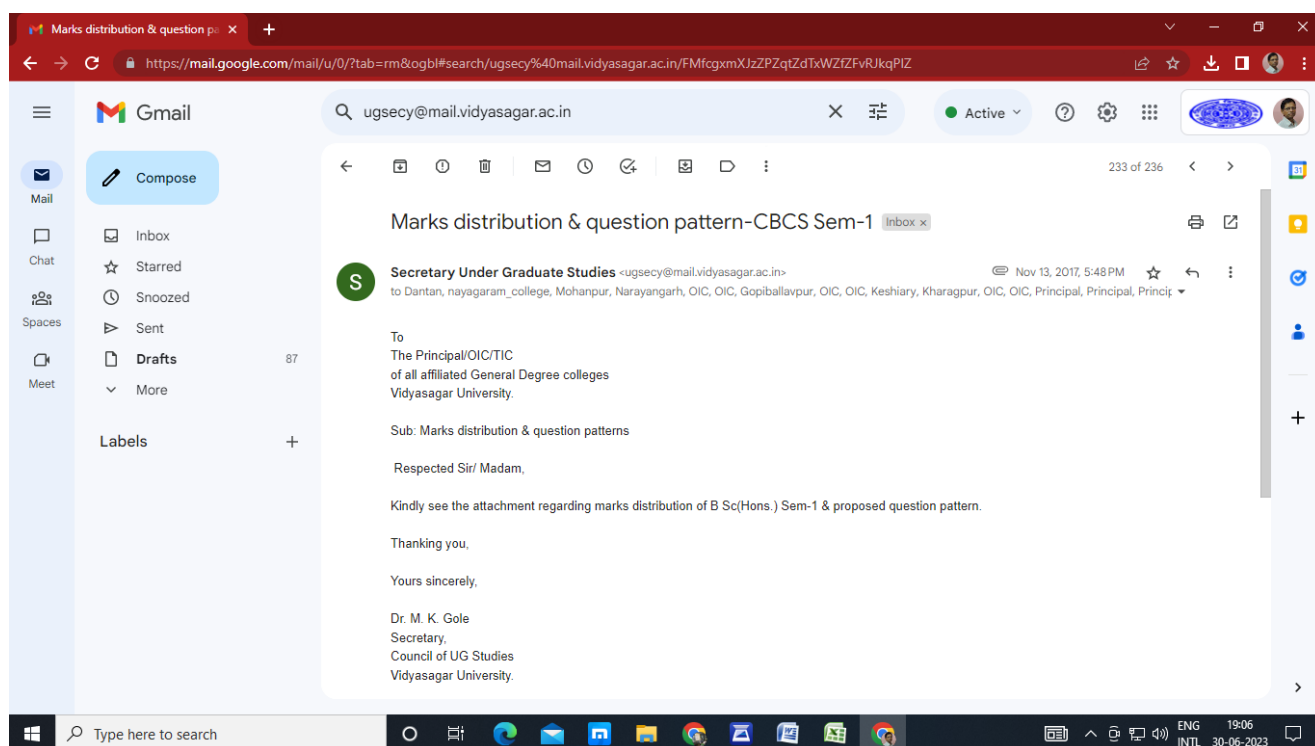 Marks distribution & question pa
https://mail.google.com/mail/u/0/?tab=rm&ogbl#search/ugsecy%40mail.vidyasagar.ac.in/FMfcgxmXJzZPZqtZdTxWZfZFvRJkqPlZ
Gmail
ugsecy@mail.vidyasagar.ac.in
Active
Compose
233 of 236
31
Mail
Marks distribution & question pattern-CBCS Sem-1 Inbox x
Inbox
Chat
Starred
Secretary Under Graduate Studies <ugsecy@mail.vidyasagar.ac.in>
Nov 13, 2017, 5:48 PM
S
to Dantan, nayagaram_college, Mohanpur, Narayangarh, OIC, OIC, Gopiballavpur, OIC, OIC, Keshiary, Kharagpur, OIC, OIC, Principal, Principal, Princip
Snoozed
Spaces
Sent
Drafts 87
Meet
More
Labels
To
The Principal/OIC/TIC
of all affiliated General Degree colleges
Vidyasagar University.
Sub: Marks distribution & question patterns
Respected Sir/ Madam,
Kindly see the attachment regarding marks distribution of B Sc(Hons.) Sem-1 & proposed question pattern.
Thanking you,
Yours sincerely,
Dr. M. K. Gole
Secretary,
Council of UG Studies
Vidyasagar University.
Type here to search
ENG
INTL
19:06
30-06-2023